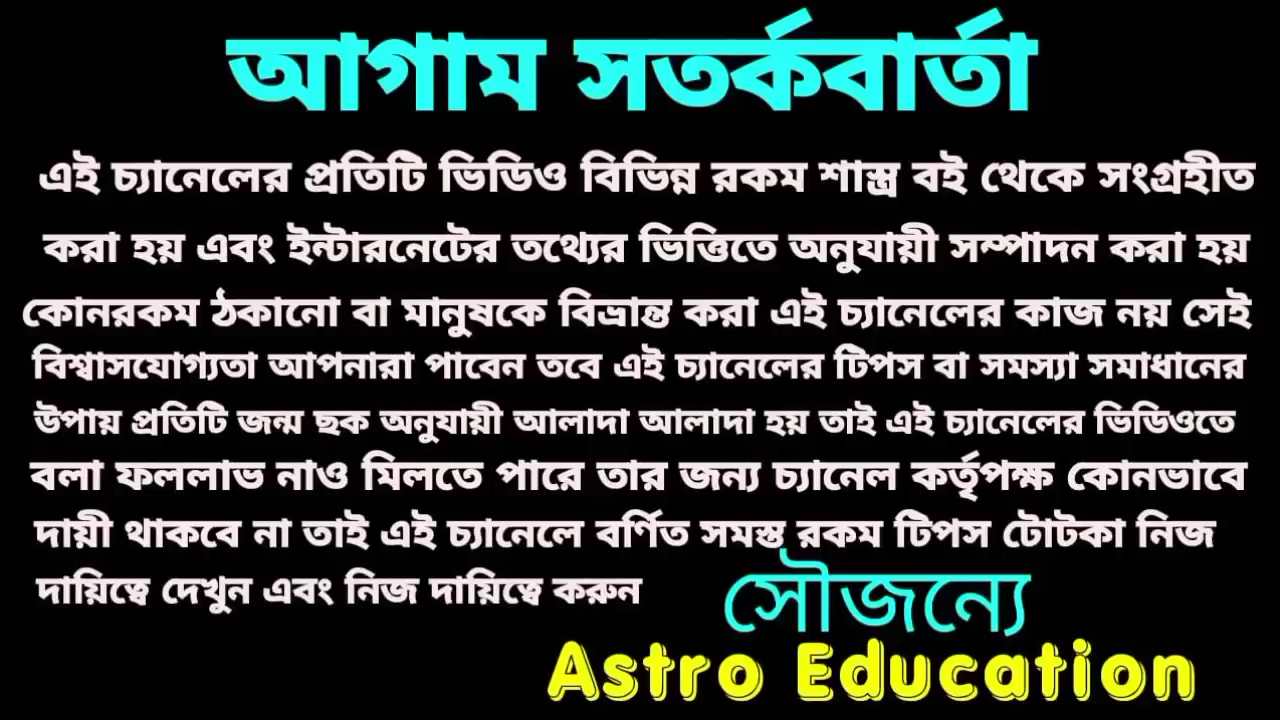 আগাম সতর্কবার্তা
এই চ্যানেলের প্রতিটি ভিডিও বিভিন্ন রকম শাস্ত্র বই থেকে সংগ্রহীত
করা হয় এবং ইন্টারনেটের তথ্যের ভিত্তিতে অনুযায়ী সম্পাদন করা হয়
কোনরকম ঠকানো বা মানুষকে বিভ্রান্ত করা এই চ্যানেলের কাজ নয় সেই
বিশ্বাসযোগ্যতা আপনারা পাবেন তবে এই চ্যানেলের টিপস বা সমস্যা সমাধানের
উপায় প্রতিটি জন্ম ছক অনুযায়ী আলাদা আলাদা হয় তাই এই চ্যানেলের ভিডিওতে
বলা ফললাভ নাও মিলতে পারে তার জন্য চ্যানেল কর্তৃপক্ষ কোনভাবে
দায়ী থাকবে না তাই এই চ্যানেলে বর্ণিত সমস্ত রকম টিপস টোটকা নিজ
দায়িত্বে দেখুন এবং নিজ দায়িত্বে করুন
সৌজন্যে
Astro Education